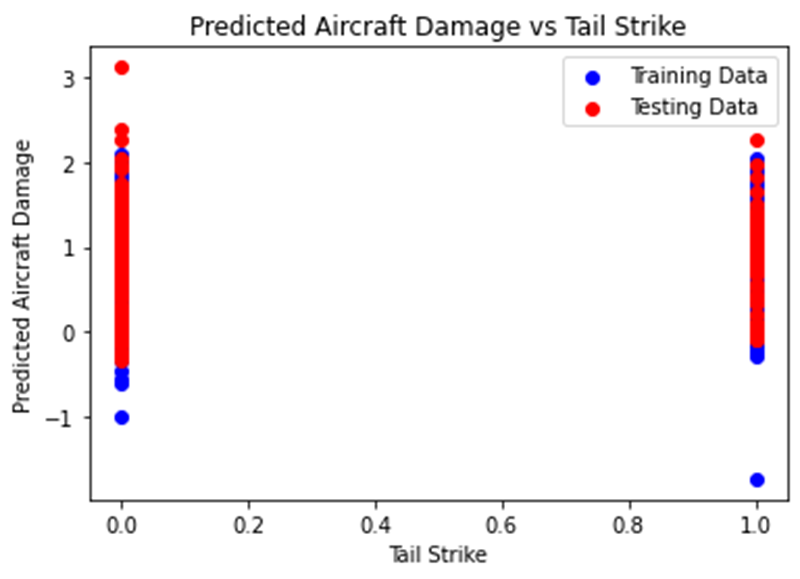 Predicted Aircraft Damage vs Tail Strike
Training Data
Testing Data
Predicted Aircraft Damage
3
2
1
0
−1
0.0 0.2 0.4 0.6 0.8 1.0
Tail Strike